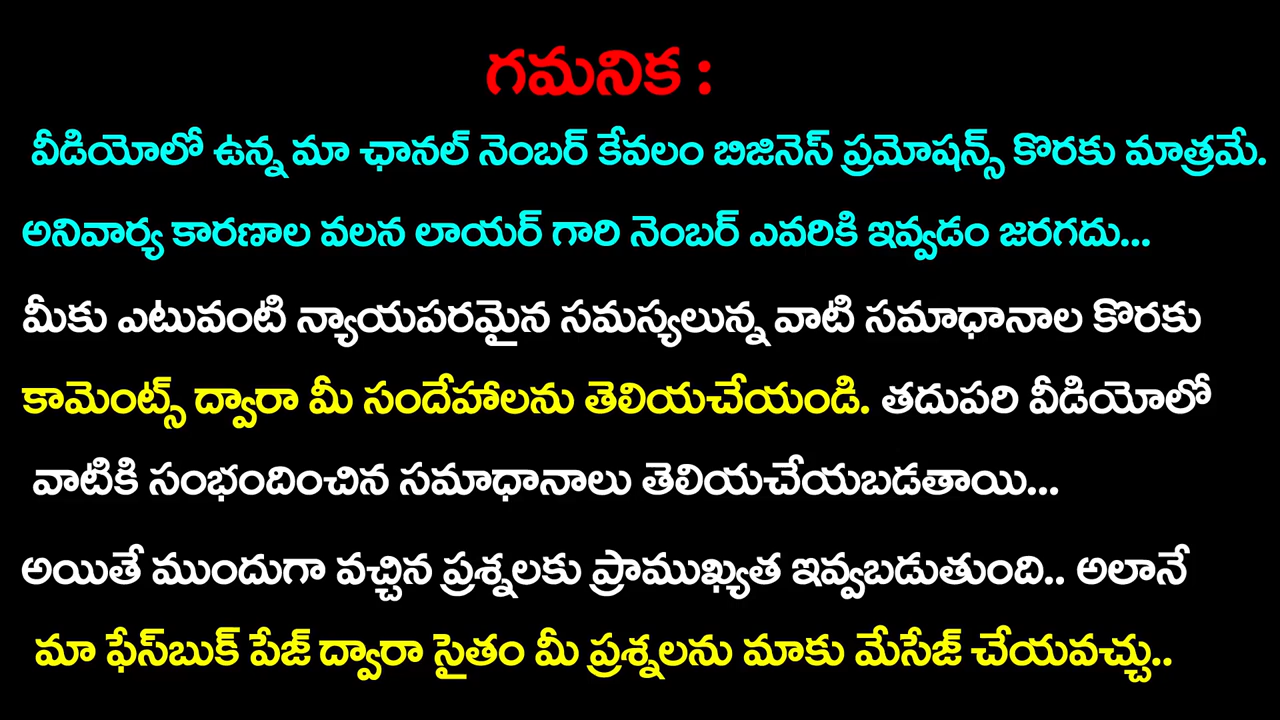 గమనిక :
వీడియోలో ఉన్న మా ఛానల్ నెంబర్ కేవలం బిజినెస్ ప్రమోషన్స్ కొరకు మాత్రమే.
అనివార్య కారణాల వలన లాయర్ గారి నెంబర్ ఎవరికి ఇవ్వడం జరగదు...
మీకు ఎటువంటి న్యాయపరమైన సమస్యలున్న వాటి సమాధానాల కొరకు
కామెంట్స్ ద్వారా మీ సందేహాలను తెలియచేయండి. తదుపరి వీడియోలో
వాటికి సంభందించిన సమాధానాలు తెలియచేయబడతాయి...
అయితే ముందుగా వచ్చిన ప్రశ్నలకు ప్రాముఖ్యత ఇవ్వబడుతుంది.. అలానే
మా ఫేస్‌బుక్ పేజ్ ద్వారా సైతం మీ ప్రశ్నలను మాకు మేసేజ్ చేయవచ్చు..